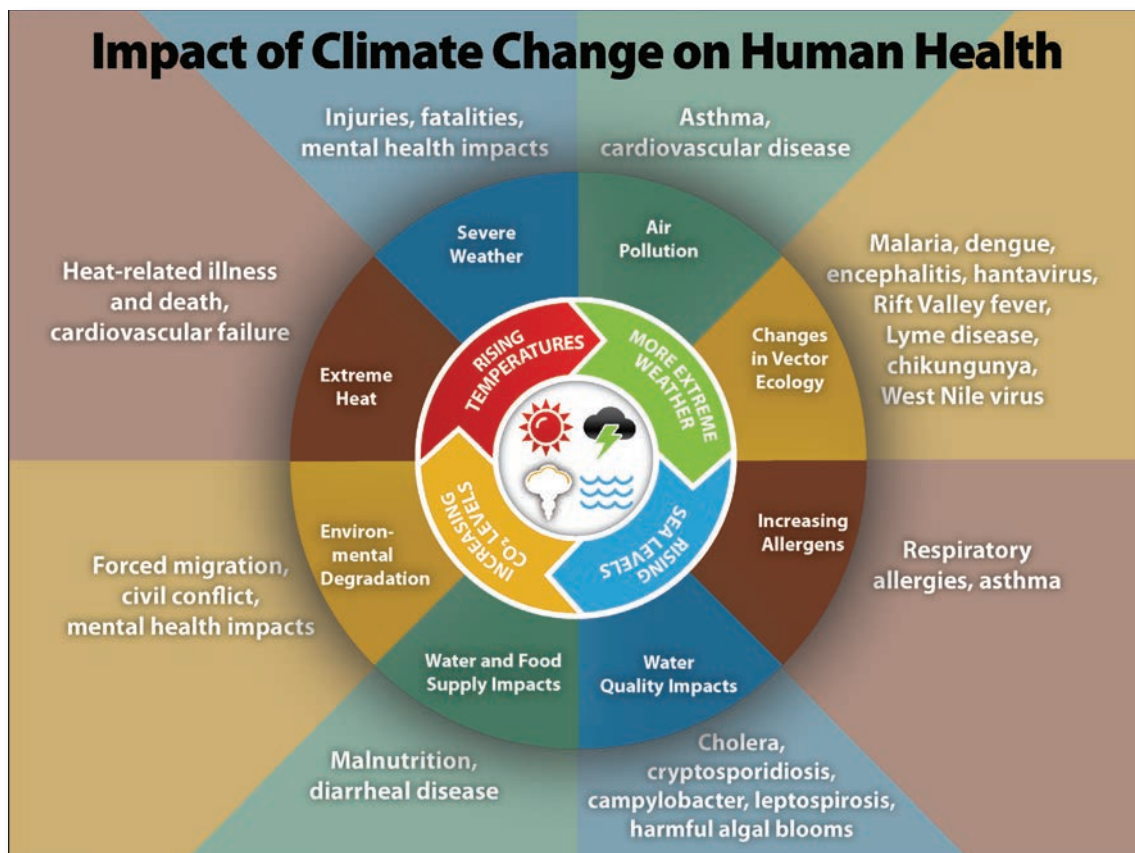 Impact of Climate Change on Human Health
Injuries, fatalities,
mental health impacts
Asthma,
cardiovascular disease
Severe
Weather
Air
Pollution
Heat-related illness
and death,
cardiovascular failure
Malaria, dengue,
encephalitis, hantavirus,
Rift Valley fever,
Lyme disease,
chikungunya,
West Nile virus
Extreme
Heat
Changes
in Vector
Ecology
RISING
TEMPERATURES
MORE EXTREME
WEATHER
INCREASING
CO₂ LEVELS
RISING
SEA LEVELS
Environ-
mental
Degradation
Increasing
Allergens
Forced migration,
civil conflict,
mental health impacts
Respiratory
allergies, asthma
Water and Food
Supply Impacts
Water
Quality Impacts
Malnutrition,
diarrheal disease
Cholera,
cryptosporidiosis,
campylobacter, leptospirosis,
harmful algal blooms